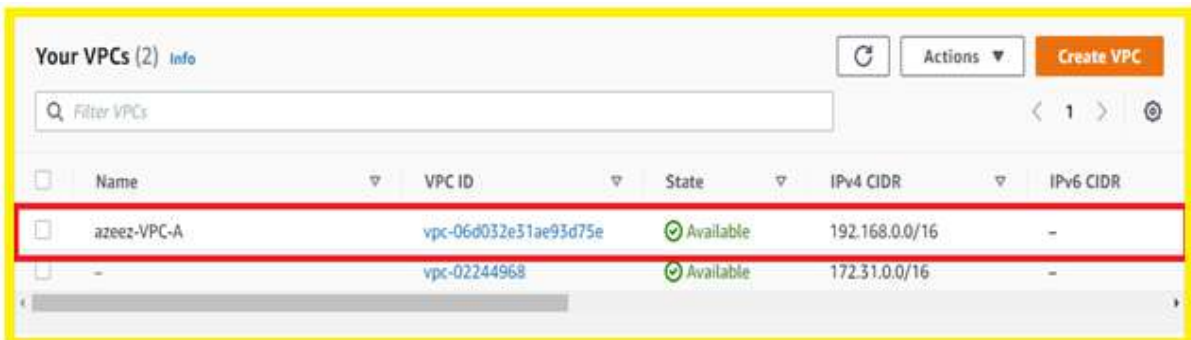 Your VPCs (2) Info Actions ▼ Create VPC
Filter VPCs 1
Name VPC ID State IPv4 CIDR IPv6 CIDR
azeez-VPC-A vpc-06d032e31ae93d75e Available 192.168.0.0/16 –
– vpc-02244968 Available 172.31.0.0/16 –